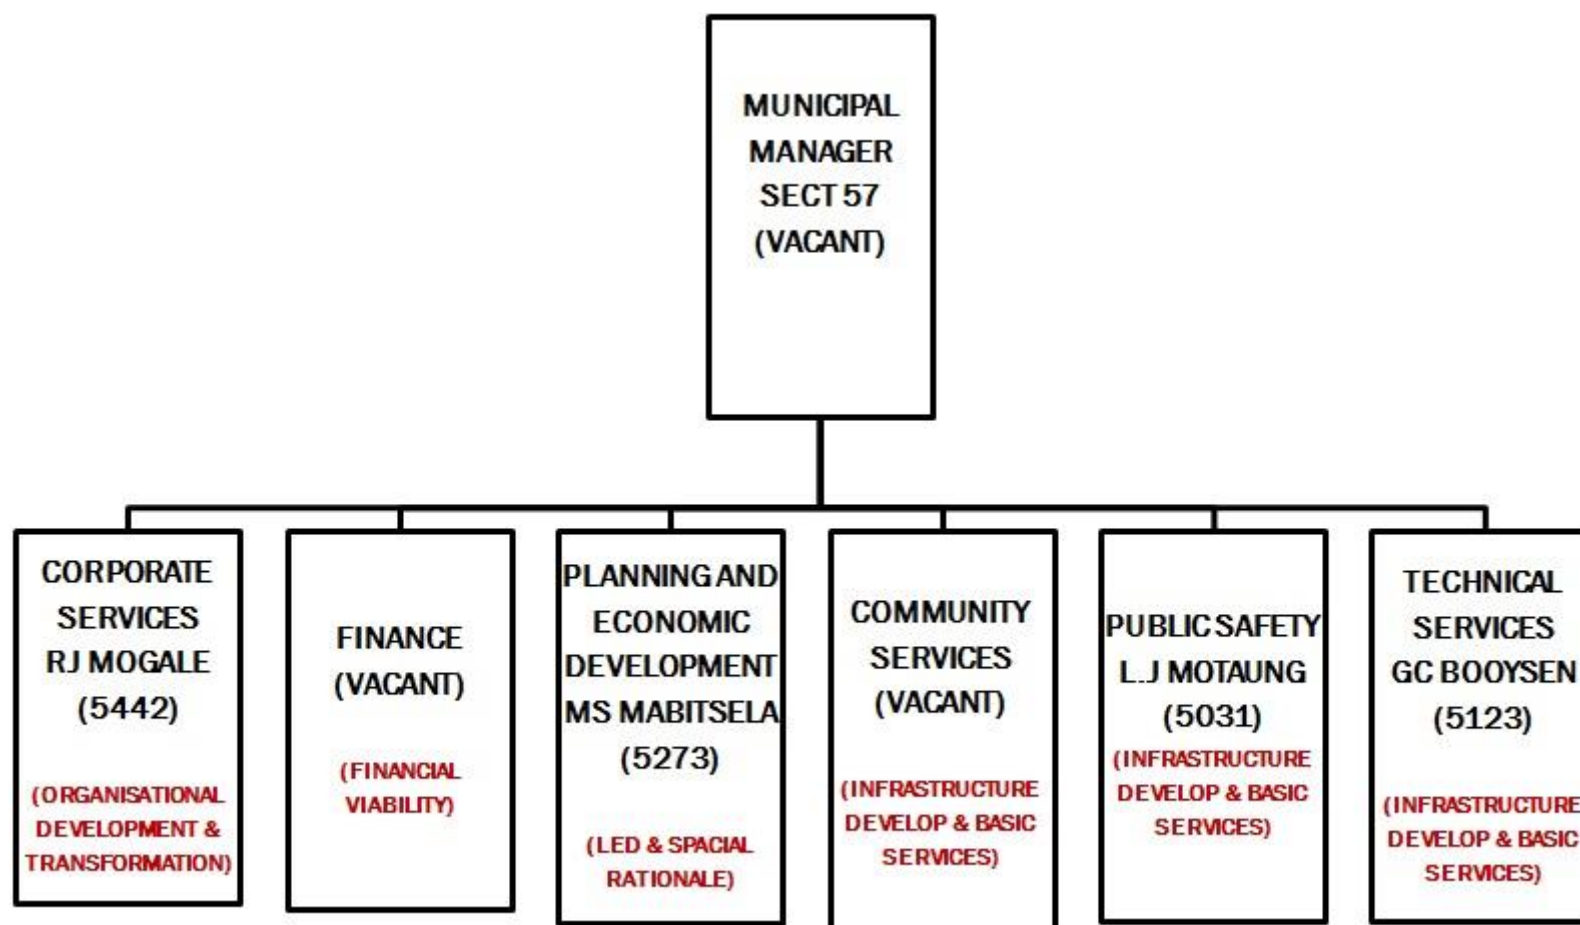 MUNICIPAL
MANAGER
SECT 57
(VACANT)
CORPORATE
SERVICES
RJ MOGALE
(5442)
(ORGANISATIONAL
DEVELOPMENT &
TRANSFORMATION)
FINANCE
(VACANT)
(FINANCIAL
VIABILITY)
PLANNING AND
ECONOMIC
DEVELOPMENT
MS MABITSELA
(5273)
(LED & SPACIAL
RATIONALE)
COMMUNITY
SERVICES
(VACANT)
(INFRASTRUCTURE
DEVELOP & BASIC
SERVICES)
PUBLIC SAFETY
L.J MOTAUNG
(5031)
(INFRASTRUCTURE
DEVELOP & BASIC
SERVICES)
TECHNICAL
SERVICES
GC BOOYSEN
(5123)
(INFRASTRUCTURE
DEVELOP & BASIC
SERVICES)